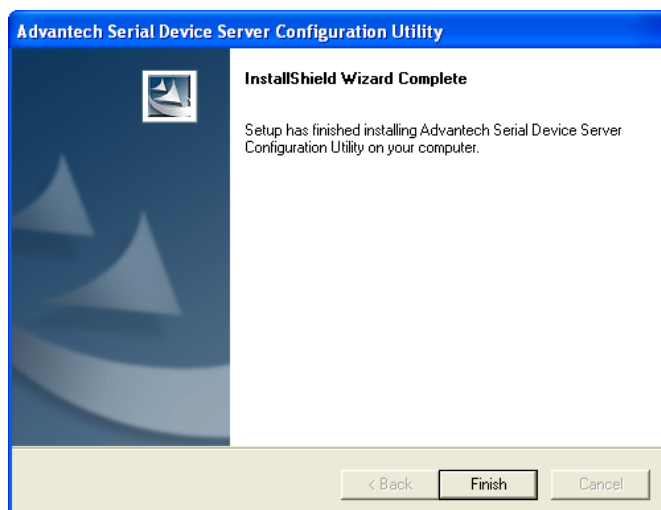 Advantech Serial Device Server Configuration Utility
InstallShield Wizard Complete
Setup has finished installing Advantech Serial Device Server
Configuration Utility on your computer.
< Back
Finish
Cancel